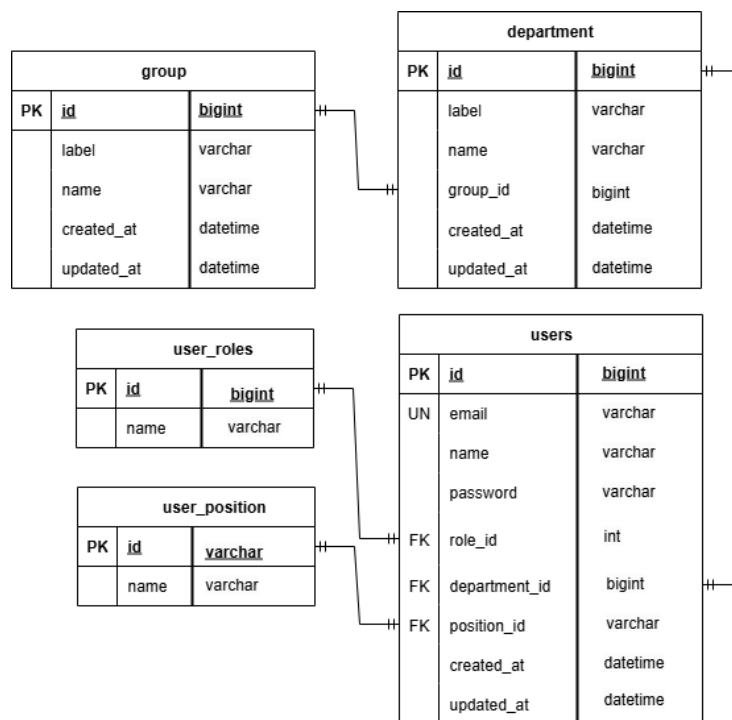 group
PK id bigint
label varchar
name varchar
created_at datetime
updated_at datetime
department
PK id bigint
label varchar
name varchar
group_id bigint
created_at datetime
updated_at datetime
user_roles
PK id bigint
name varchar
user_position
PK id varchar
name varchar
users
PK id bigint
UN email varchar
name varchar
password varchar
FK role_id int
FK department_id bigint
FK position_id varchar
created_at datetime
updated_at datetime